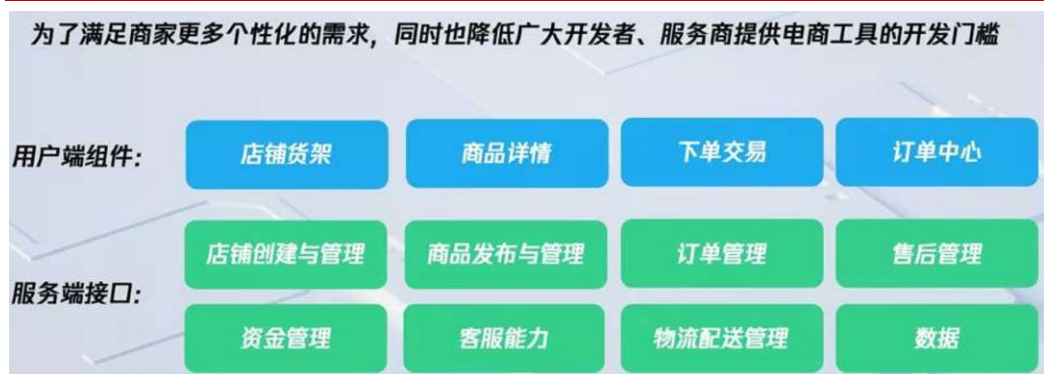 为了满足商家更多个性化的需求，同时也降低广大开发者、服务商提供电商工具的开发门槛
用户端组件：
店铺货架
商品详情
下单交易
订单中心
服务端接口：
店铺创建与管理
商品发布与管理
订单管理
售后管理
资金管理
客服能力
物流配送管理
数据